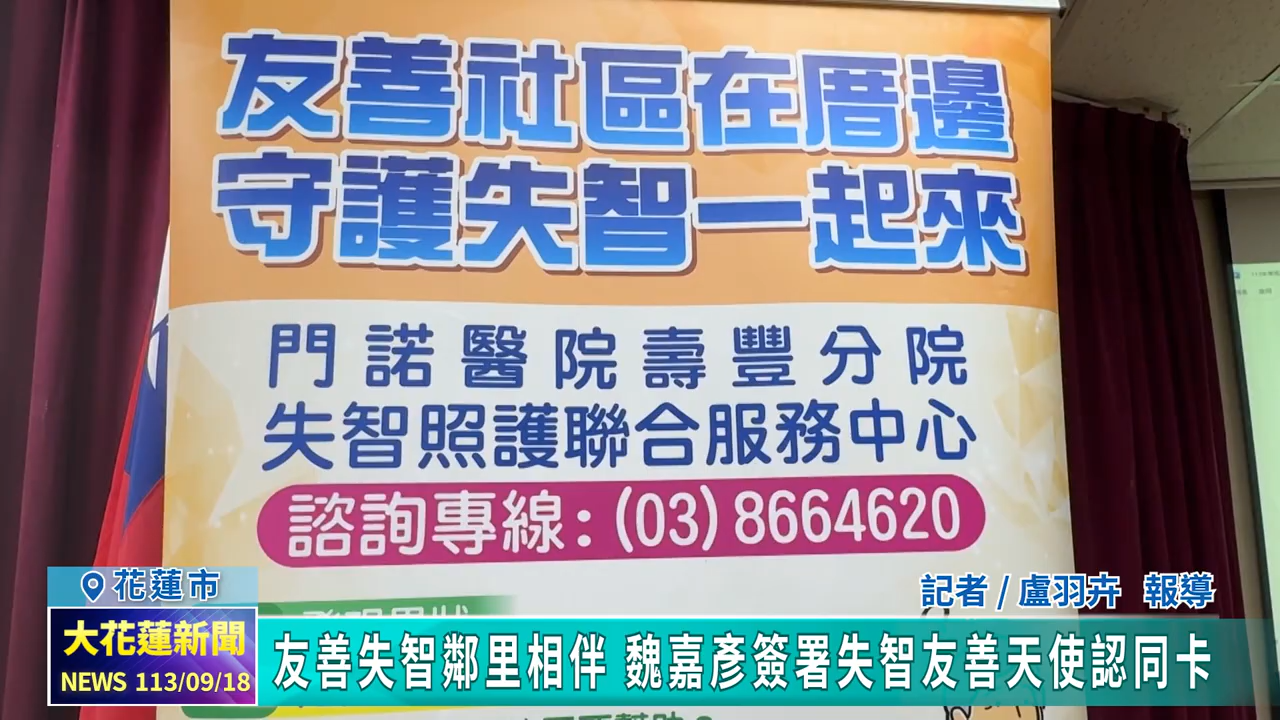 友善社區在厝邊
守護失智一起來
門諾醫院壽豐分院
失智照護聯合服務中心
諮詢專線:(03)8664620
花蓮市
記者/盧羽卉 報導
大花蓮新聞
NEWS 113/09/18
友善失智鄰里相伴 魏嘉彥簽署失智友善天使認同卡